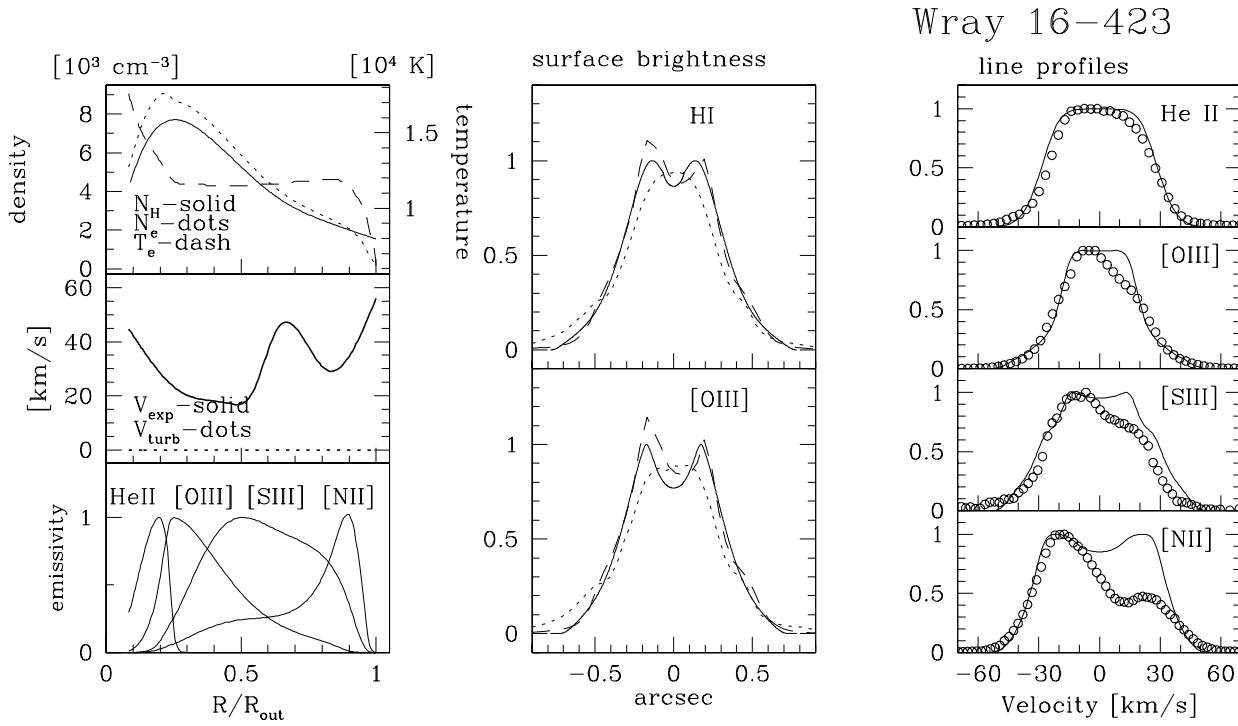 Wray 16−423
[10³ cm⁻³] [10⁴ K]
density
8
6
4
2
0
1.5
1
temperature
N_H−solid
N_e−dots
T_e−dash
[km/s]
60
40
20
0
V_exp−solid
V_turb−dots
emissivity
HeII [OIII] [SIII] [NII]
1
0.5
0
0 0.5 1
R/R_out
surface brightness
HI
1
0.5
0
[OIII]
1
0.5
0
−0.5 0 0.5
arcsec
line profiles
He II
1
0.5
0
[OIII]
1
0.5
0
[SIII]
1
0.5
0
[NII]
1
0.5
0
−60 −30 0 30 60
Velocity [km/s]